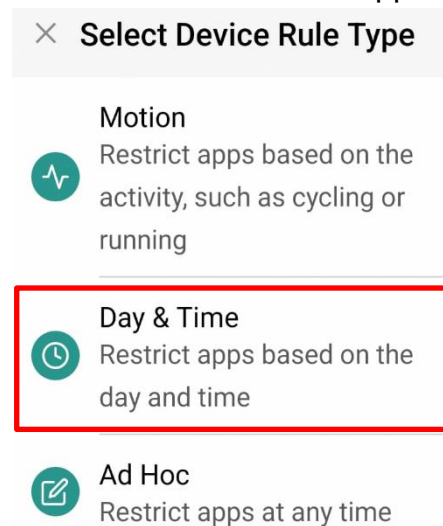 Select Device Rule Type
Motion
Restrict apps based on the
activity, such as cycling or
running
Day & Time
Restrict apps based on the
day and time
Ad Hoc
Restrict apps at any time